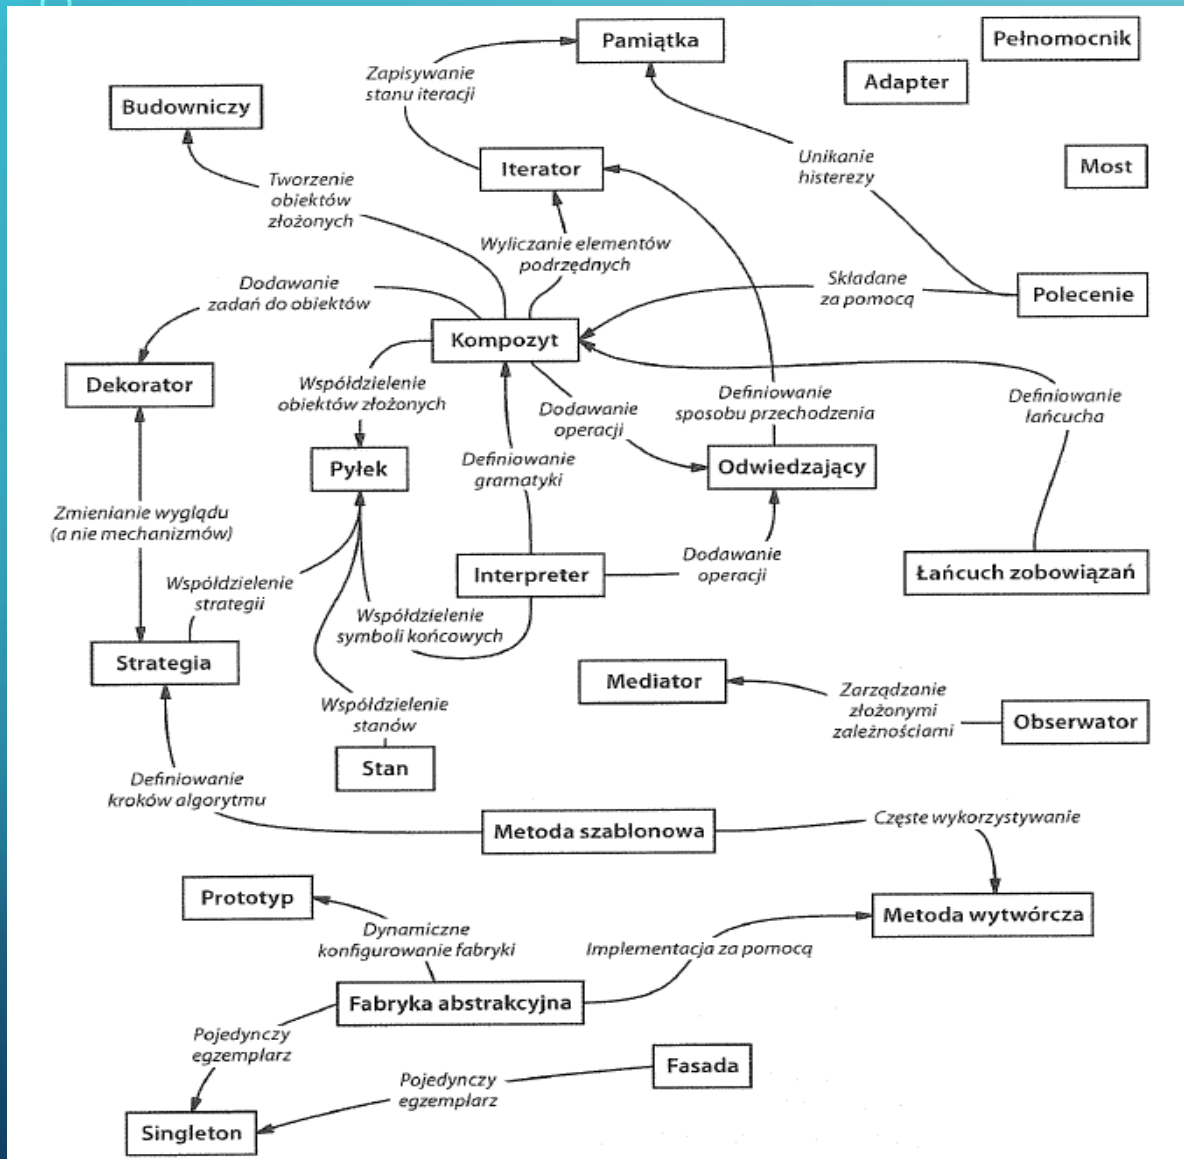 Pamiątka
Pełnomocnik
Adapter
Zapisywanie
stanu iteracji
Budowniczy
Iterator
Unikanie
histerezy
Most
Tworzenie
obiektów
złożonych
Wyliczanie elementów
podrzędnych
Dodawanie
zadań do obiektów
Składane
za pomocą
Polecenie
Kompozyt
Dekorator
Współdzielenie
obiektów złożonych
Dodawanie
operacji
Definiowanie
sposobu przechodzenia
Definiowanie
łańcucha
Pyłek
Definiowanie
gramatyki
Odwiedzający
Zmienianie wyglądu
(a nie mechanizmów)
Współdzielenie
strategii
Interpreter
Dodawanie
operacji
Łańcuch zobowiązań
Współdzielenie
symboli końcowych
Strategia
Mediator
Zarządzanie
złożonymi
zależnościami
Obserwator
Współdzielenie
stanów
Stan
Definiowanie
kroków algorytmu
Metoda szablonowa
Częste wykorzystywanie
Prototyp
Metoda wytwórcza
Dynamiczne
konfigurowanie fabryki
Implementacja za pomocą
Fabryka abstrakcyjna
Pojedynczy
egzemplarz
Fasada
Pojedynczy
egzemplarz
Singleton